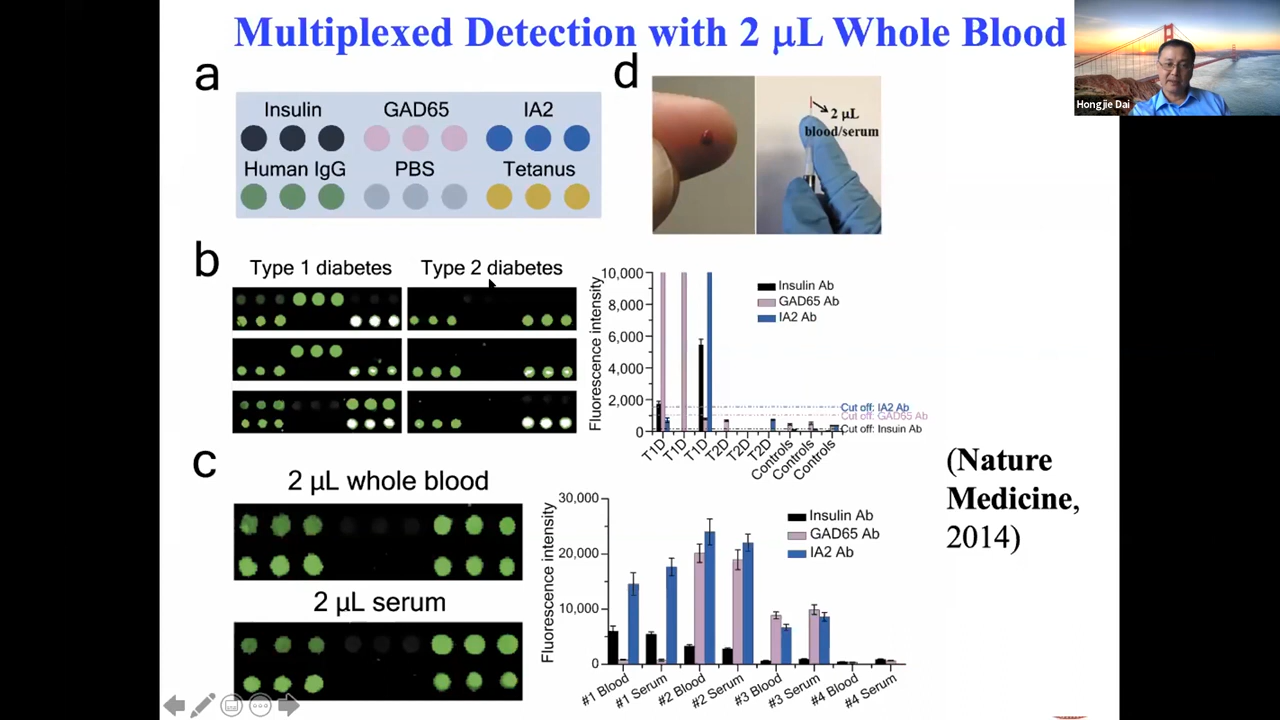 Multiplexed Detection with 2 μL Whole Blood
Hongjie Dai
a
Insulin GAD65 IA2
Human IgG PBS Tetanus
d
2 μL
blood/serum
b
Type 1 diabetes Type 2 diabetes
Fluorescence intensity
10,000
8,000
6,000
4,000
2,000
0
Insulin Ab
GAD65 Ab
IA2 Ab
Cut off: IA2 Ab
Cut off: GAD65 Ab
Cut off: Insuin Ab
T1D T1D T1D T2D T2D T2D Controls Controls Controls
c
2 μL whole blood
2 μL serum
Fluorescence intensity
30,000
20,000
10,000
0
Insulin Ab
GAD65 Ab
IA2 Ab
#1 Blood #1 Serum #2 Blood #2 Serum #3 Blood #3 Serum #4 Blood #4 Serum
(Nature
Medicine,
2014)